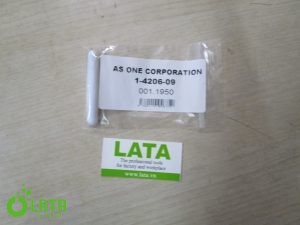 AS ONE CORPORATION
1-4206-09
001.1950
LATA
The professional tools
for factory and workplace
www.lata.vn
LATA